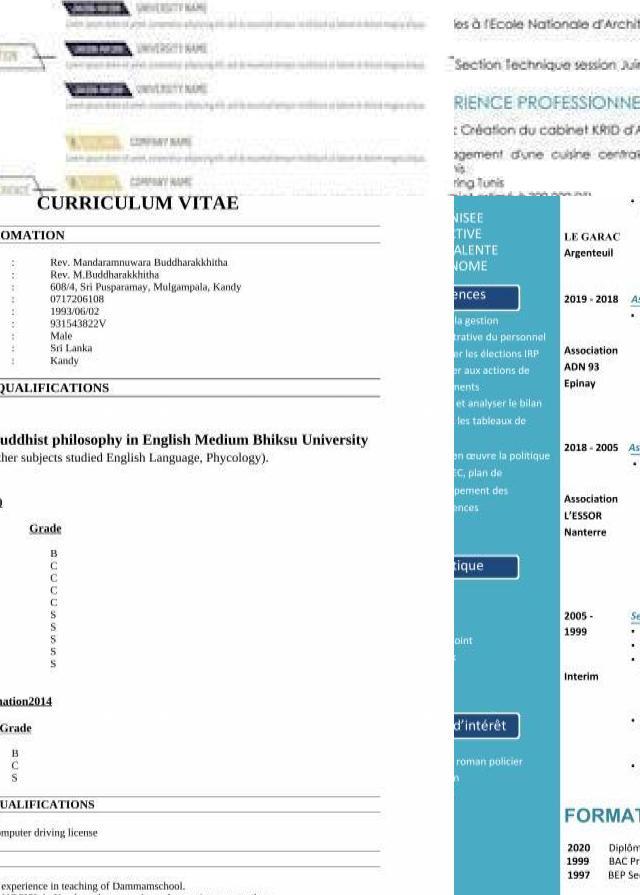 UNIVERSITY NAME
UNIVERSITY NAME
UNIVERSITY NAME
COMPANY NAME
COMPANY NAME
les à l'Ecole Nationale d'Archit
Section Technique session Juin
RIENCE PROFESSIONNE
: Création du cabinet KRID d'A
agement d'une cuisine centra
nis
ring Tunis
CURRICULUM VITAE
OMATION
: Rev. Mandaramnuwara Buddharakkhitha
: Rev. M.Buddharakkhitha
: 608/4, Sri Pusparamay, Mulgampala, Kandy
: 0717206108
: 1993/06/02
: 931543822V
: Male
: Sri Lanka
: Kandy
QUALIFICATIONS
uddhist philosophy in English Medium Bhiksu University
her subjects studied English Language, Phycology).
Grade
B
C
C
C
C
S
S
S
S
S
nation2014
Grade
B
C
S
UALIFICATIONS
mputer driving license
experience in teaching of Dammamschool.
NISEE
CTIVE
ALENTE
NOME
ences
la gestion
trative du personnel
er les élections IRP
er aux actions de
ments
et analyser le bilan
les tableaux de
en œuvre la politique
EC, plan de
pement des
ences
tique
oint
d'intérêt
roman policier
LE GARAC
Argenteuil
2019 - 2018 As
Association
ADN 93
Epinay
2018 - 2005 As
Association
L'ESSOR
Nanterre
2005 - Se
1999
Interim
FORMAT
2020 Diplôm
1999 BAC Pr
1997 BEP Se